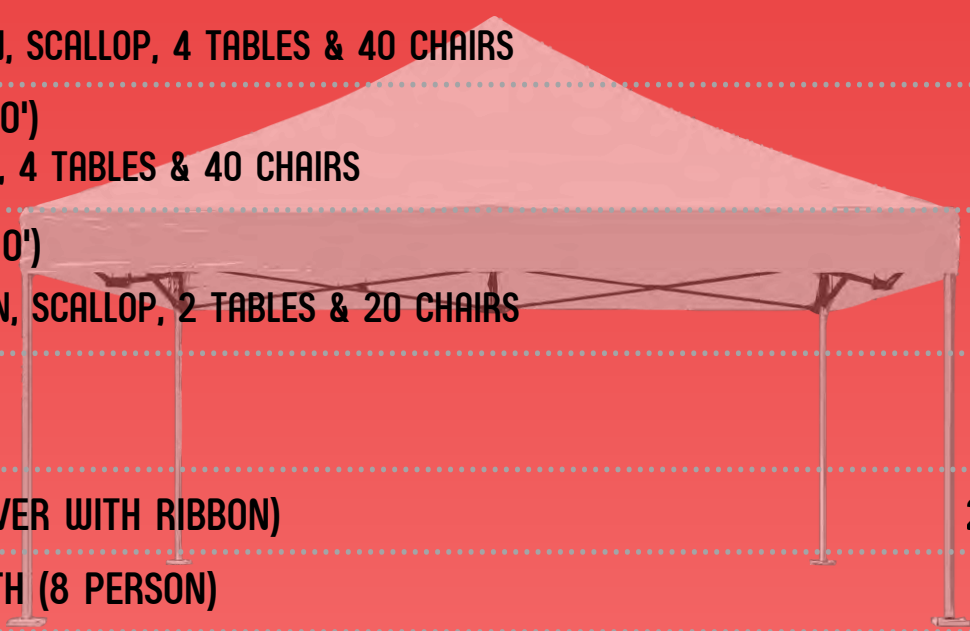 , SCALLOP, 4 TABLES & 40 CHAIRS
0')
, 4 TABLES & 40 CHAIRS
0')
N, SCALLOP, 2 TABLES & 20 CHAIRS
VER WITH RIBBON)
TH (8 PERSON)